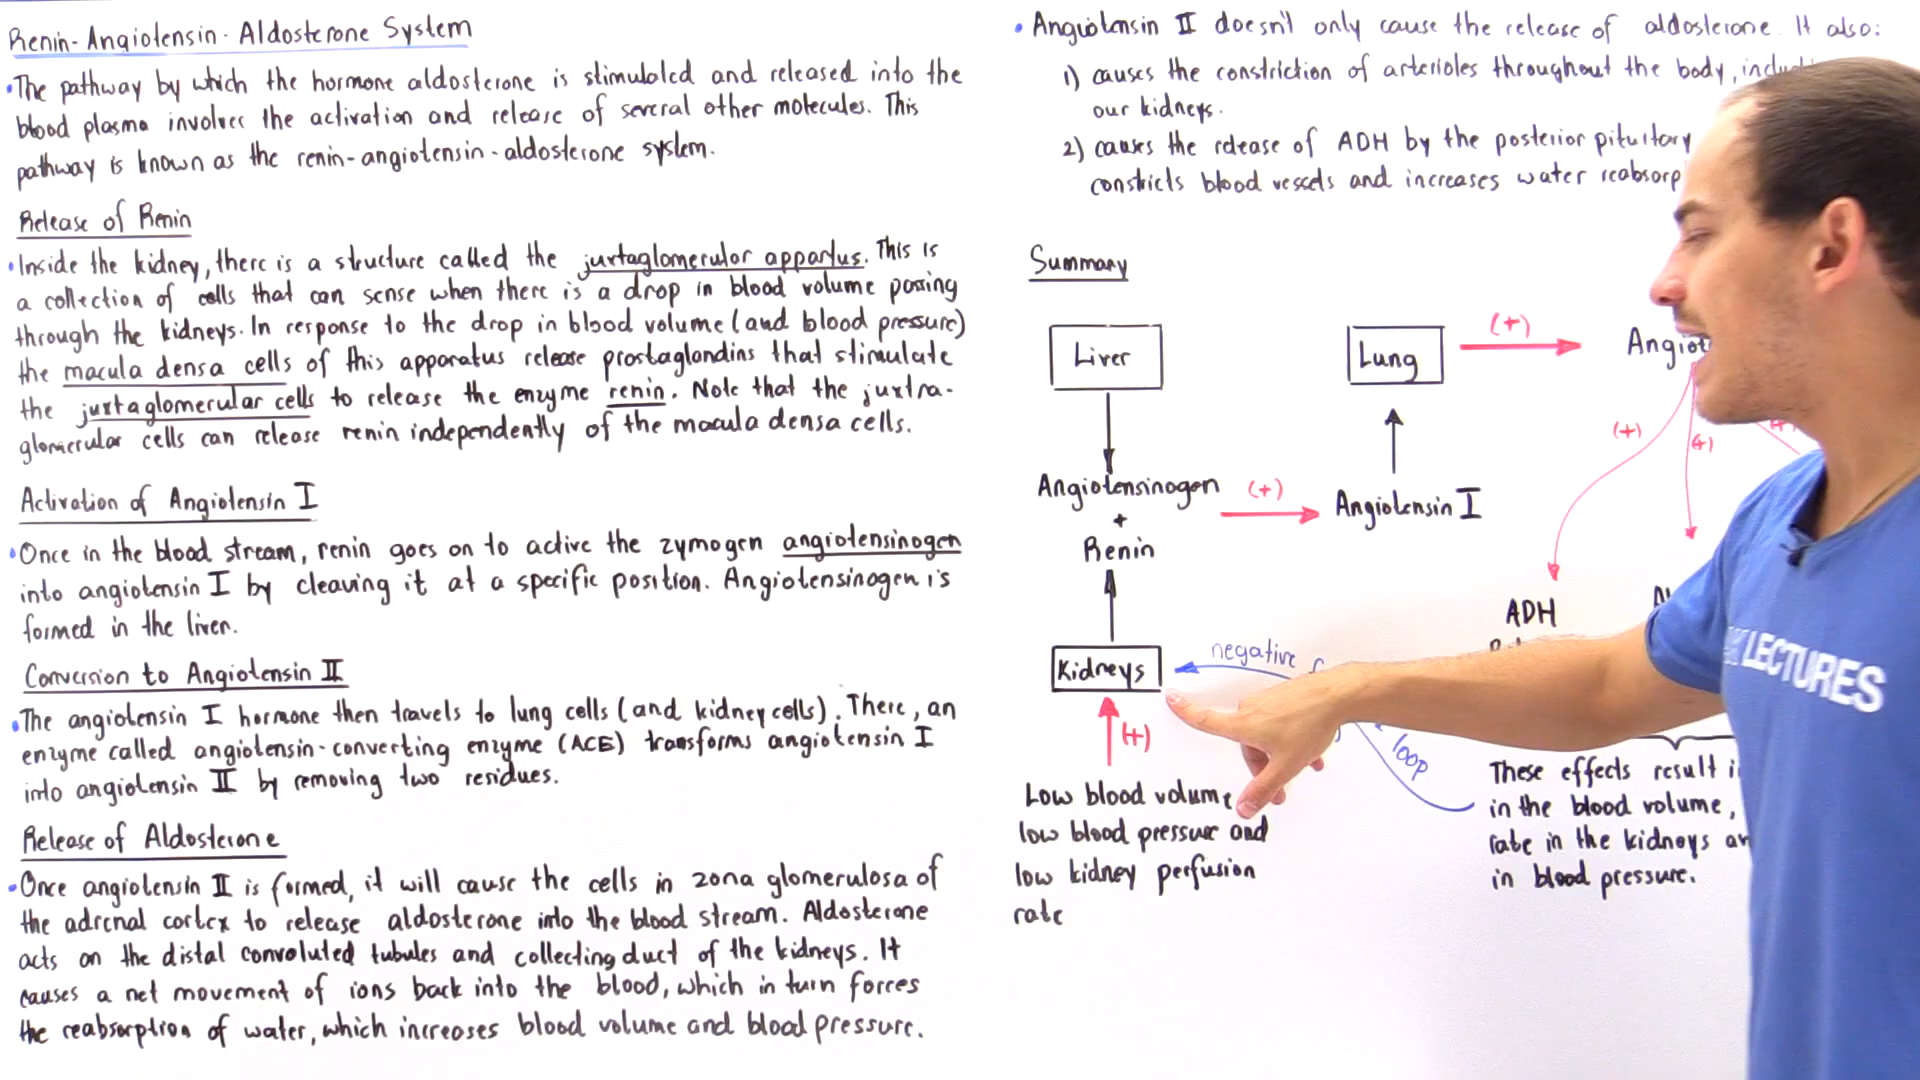 Renin-Angiotensin-Aldosterone System
•The pathway by which the hormone aldosterone is stimulated and released into the
blood plasma involves the activation and release of several other molecules. This
pathway is known as the renin-angiotensin-aldosterone system.
Release of Renin
•Inside the kidney, there is a structure called the juxtaglomerular appartus. This is
a collection of cells that can sense when there is a drop in blood volume passing
through the kidneys. In response to the drop in blood volume (and blood pressure)
the macula densa cells of this apparatus release prostaglandins that stimulate
the juxtaglomerular cells to release the enzyme renin. Note that the juxtra-
glomerular cells can release renin independently of the macula densa cells.
Activation of Angiotensin I
•Once in the blood stream, renin goes on to active the zymogen angiotensinogen
into angiotensin I by cleaving it at a specific position. Angiotensinogen is
formed in the liver.
Conversion to Angiotensin II
•The angiotensin I hormone then travels to lung cells (and kidney cells). There, an
enzyme called angiotensin-converting enzyme (ACE) transforms angiotensin I
into angiotensin II by removing two residues.
Release of Aldosterone
•Once angiotensin II is formed, it will cause the cells in zona glomerulosa of
the adrenal cortex to release aldosterone into the blood stream. Aldosterone
acts on the distal convoluted tubules and collecting duct of the kidneys. It
causes a net movement of ions back into the blood, which in turn forces
the reabsorption of water, which increases blood volume and blood pressure.
• Angiotensin II doesn't only cause the release of aldosterone. It also:
1) causes the constriction of arterioles throughout the body,
our kidneys.
2) causes the release of ADH by the posterior pituitary
constricts blood vessels and increases water
Summary
Liver
Lung
(+)
Angiotensinogen
+
Renin
(+)
Angiotensin I
(+)
(+)
(+)
ADH
Kidneys
negative
loop
(+)
Low blood volume
low blood pressure and
low kidney perfusion
rate
These effects result
in the blood volume,
rate in the kidneys
in blood pressure.
LECTURES